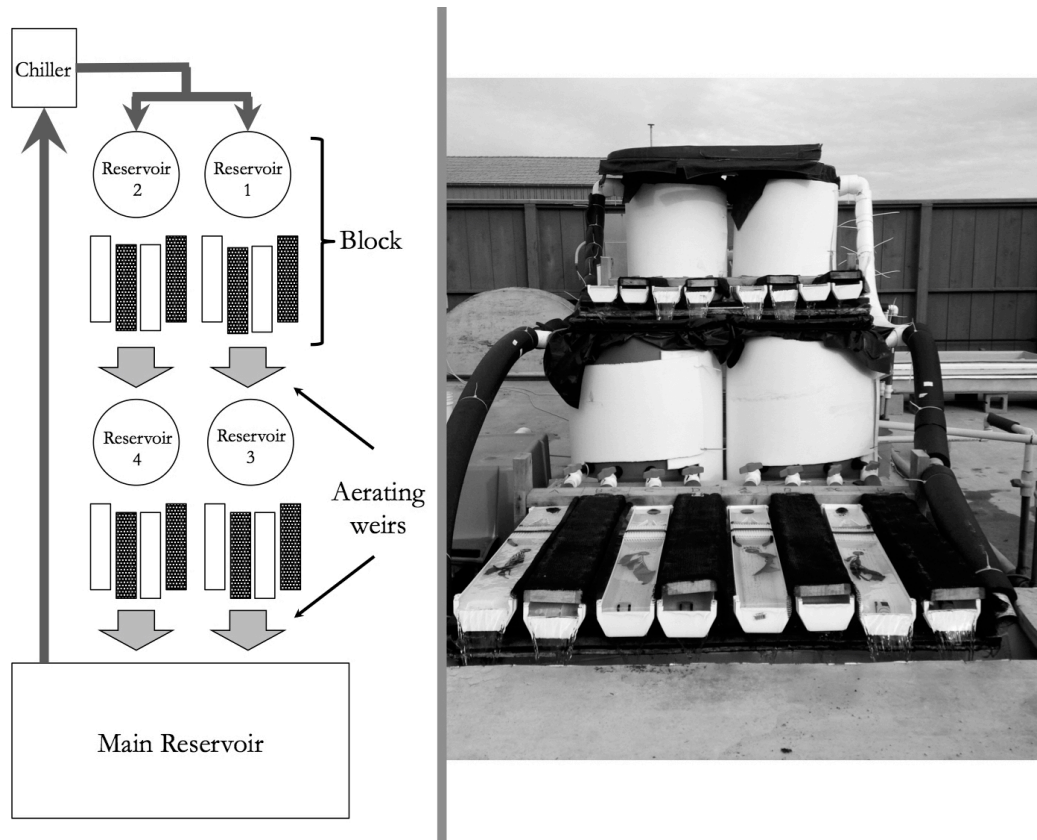 Chiller
Reservoir
2
Reservoir
1
Block
Reservoir
4
Reservoir
3
Aerating
weirs
Main Reservoir